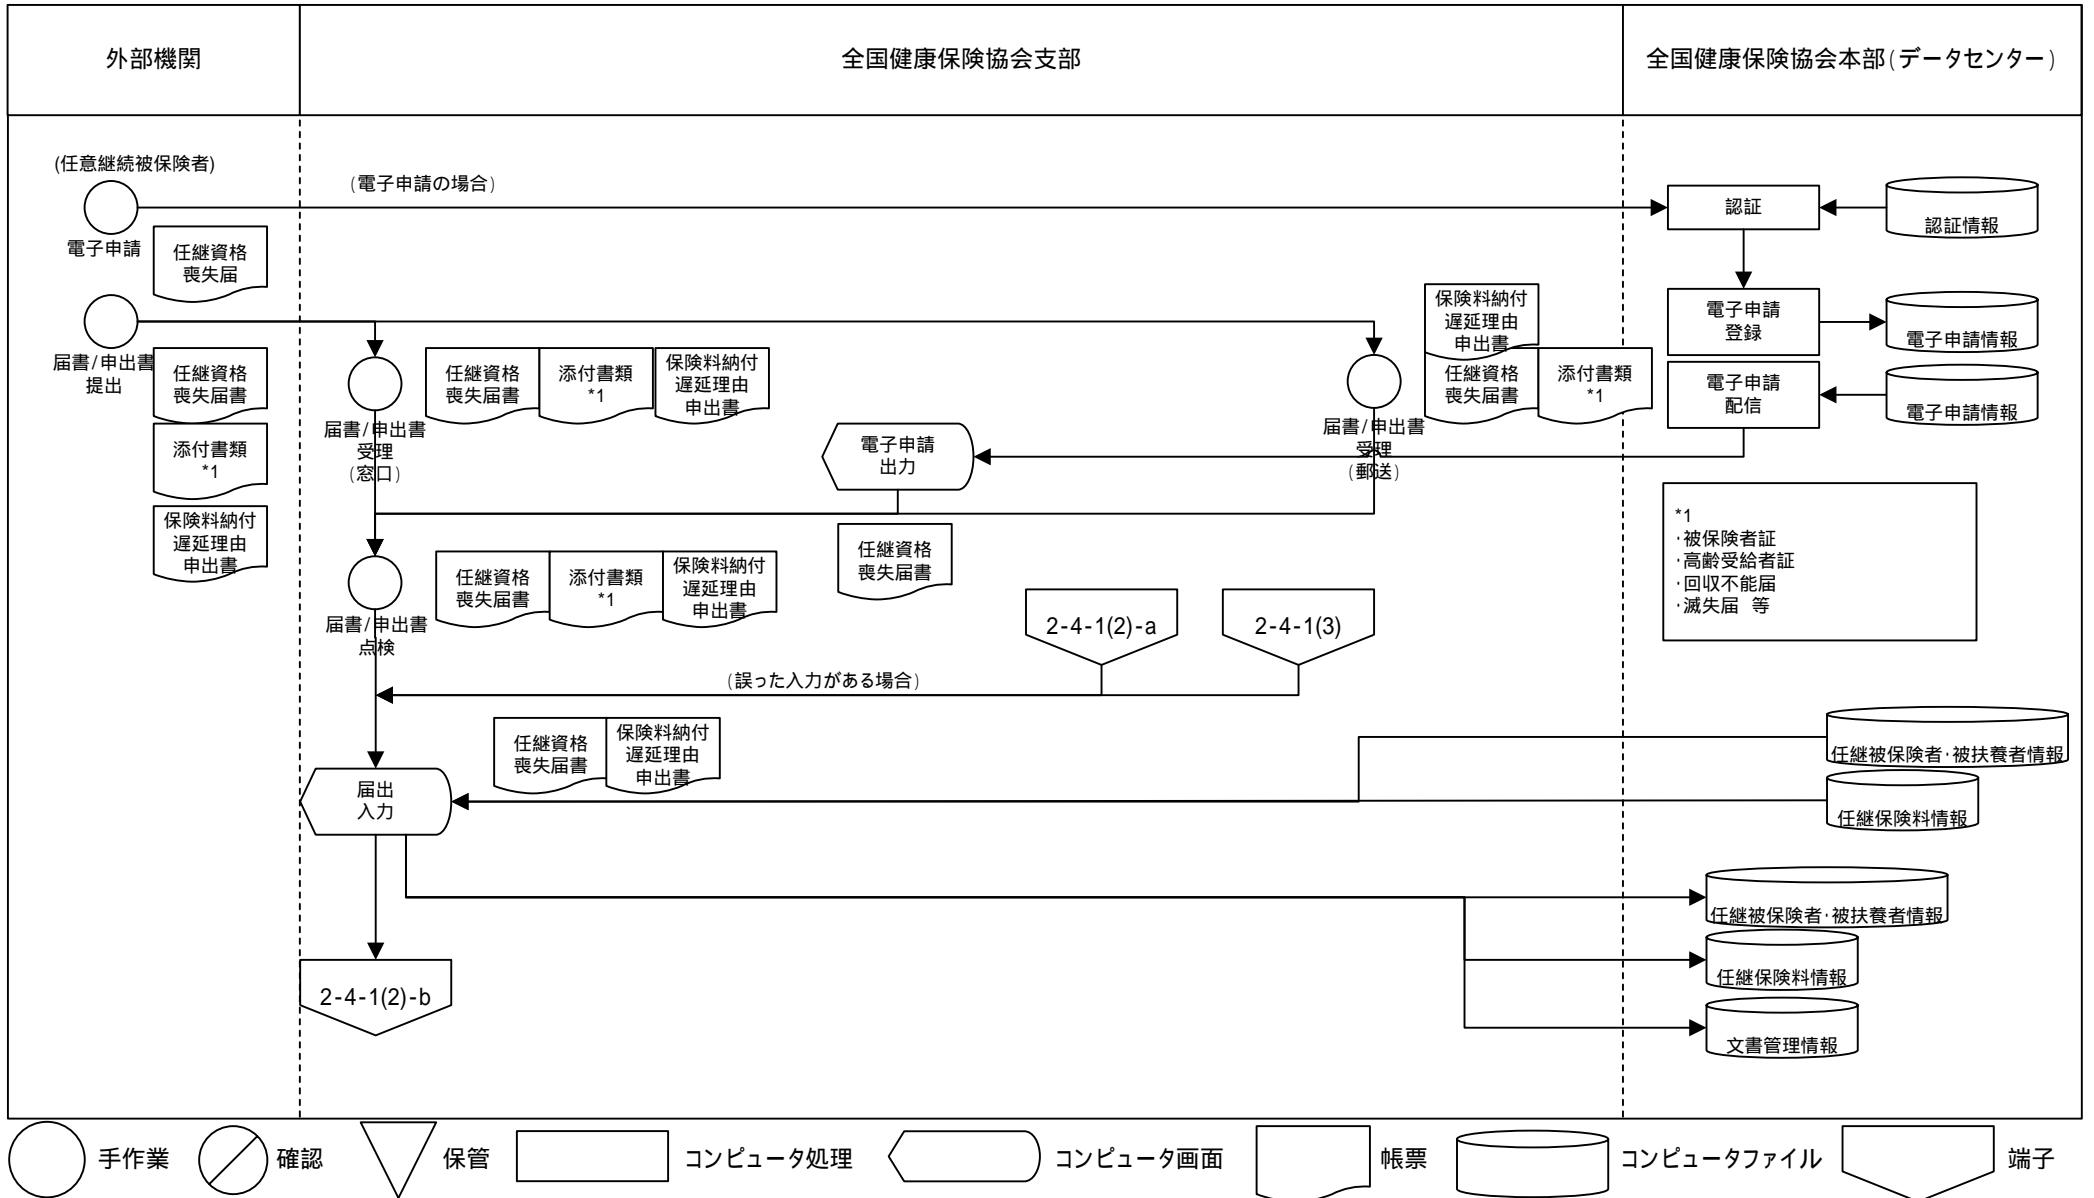 外部機関
全国健康保険協会支部
全国健康保険協会本部(データセンター)
(任意継続被保険者)
(電子申請の場合)
電子申請
任継資格
喪失届
認証
認証情報
電子申請
登録
電子申請情報
届書/申出書
提出
任継資格
喪失届書
添付書類
*1
保険料納付
遅延理由
申出書
届書/申出書
受理
(窓口)
任継資格
喪失届書
添付書類
*1
保険料納付
遅延理由
申出書
届書/申出書
受理
(郵送)
保険料納付
遅延理由
申出書
任継資格
喪失届書
添付書類
*1
電子申請
配信
電子申請情報
電子申請
出力
任継資格
喪失届書
*1
・被保険者証
・高齢受給者証
・回収不能届
・滅失届 等
届書/申出書
点検
任継資格
喪失届書
添付書類
*1
保険料納付
遅延理由
申出書
2-4-1(2)-a
2-4-1(3)
(誤った入力がある場合)
任継資格
喪失届書
保険料納付
遅延理由
申出書
届出
入力
任継被保険者・被扶養者情報
任継保険料情報
任継被保険者・被扶養者情報
任継保険料情報
文書管理情報
2-4-1(2)-b
手作業
確認
保管
コンピュータ処理
コンピュータ画面
帳票
コンピュータファイル
端子